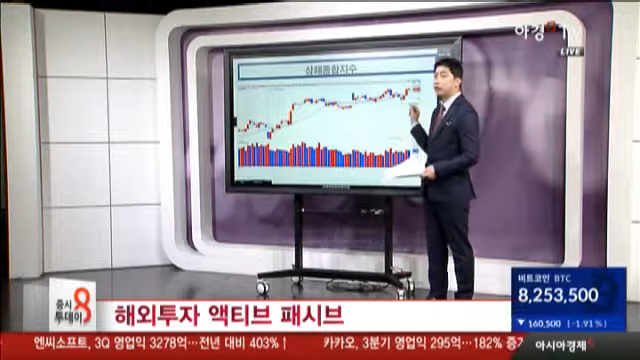 아경e TV
LIVE
상해종합지수
비트코인 BTC
8,253,500
▼ 160,500 (-1.91%)
증시
투데이 8
해외투자 액티브 패시브
엔씨소프트, 3Q 영업익 3278억…전년 대비 403%↑
카카오, 3분기 영업익 295억…182% 증가
아시아경제